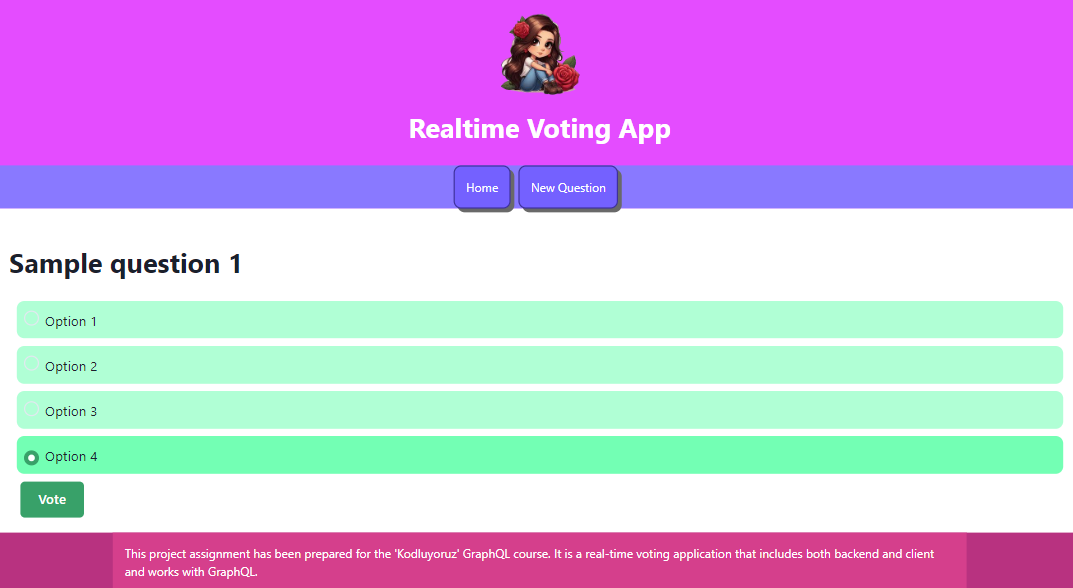 Realtime Voting App
Home
New Question
Sample question 1
Option 1
Option 2
Option 3
Option 4
Vote
This project assignment has been prepared for the 'Kodluyoruz' GraphQL course. It is a real-time voting application that includes both backend and client
and works with GraphQL.